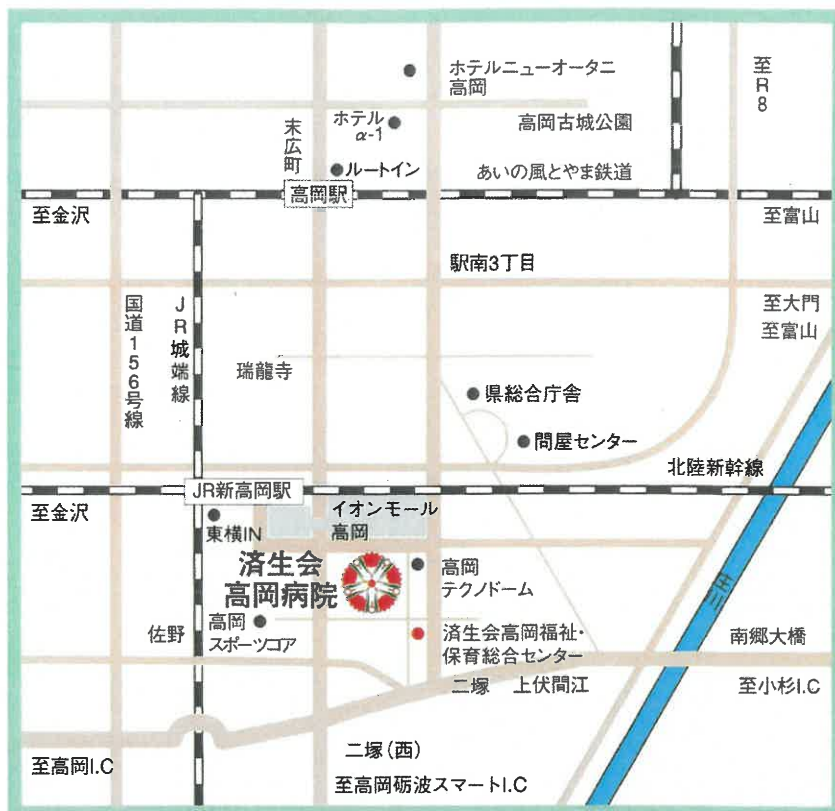 ホテルニューオータニ
高岡
至R8
ホテル
α-1
高岡古城公園
末広町
ルートイン
あいの風とやま鉄道
高岡駅
至金沢
至富山
駅南3丁目
国道156号線
JR城端線
至大門
至富山
瑞龍寺
県総合庁舎
問屋センター
北陸新幹線
JR新高岡駅
至金沢
イオンモール
高岡
東横IN
済生会
高岡病院
高岡
テクノドーム
庄川
高岡
スポーツコア
佐野
済生会高岡福祉・
保育総合センター
南郷大橋
二塚
上伏間江
至小杉I.C
二塚(西)
至高岡I.C
至高岡砺波スマートI.C